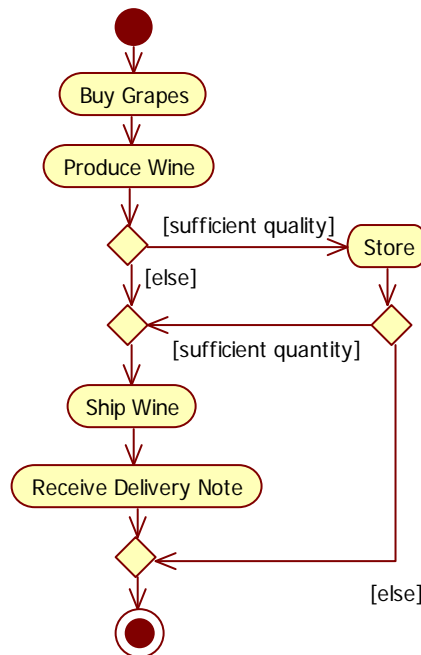 Buy Grapes
Produce Wine
[sufficient quality]
Store
[else]
[sufficient quantity]
Ship Wine
Receive Delivery Note
[else]